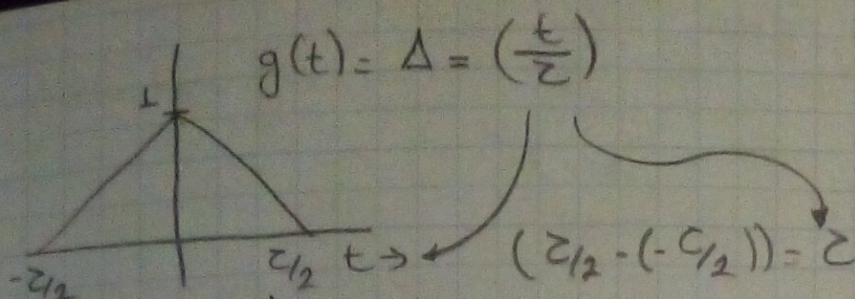 g(t) = Δ = (t/τ)
1
-τ/2 τ/2 t→ (τ/2 - (-τ/2)) = τ